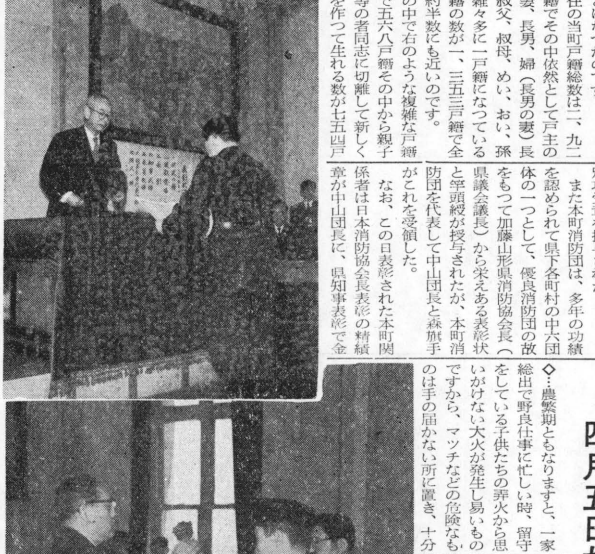 在の当町戸籍総数は二、九二
籍でその中依然として戸主の
妻、長男、婦（長男の妻）長
叔父、叔母、めい、おい、孫
雑々多に一戸籍になつている
籍の数が一、三五三戸籍で全
約半数にも近いのです。
の中で右のような複雑な戸籍
で五六八戸籍その中から親子
等の者同志に切離して新しく
を作つて生れる数が七五四戸
また本町消防団は、多年の功績
を認められて県下各町村の中六団
体の一つとして、優良消防団の故
をもつて加藤山形県消防協会長（
県議会議長）から栄えある表彰状
と竿頭綬が授与されたが、本町消
防団を代表して中山団長と森旗手
がこれを受領した。
なお、この日表彰された本町関
係者は日本消防協会長表彰の精績
章が中山団長に、県知事表彰で金
四月五日
◇…農繁期ともなりますと、一家
総出で野良仕事に忙しい時、留守
をしている子供たちの弄火から思
いがけない大火が発生し易いもの
ですから、マッチなどの危険なも
のは手の届かない所に置き、十分